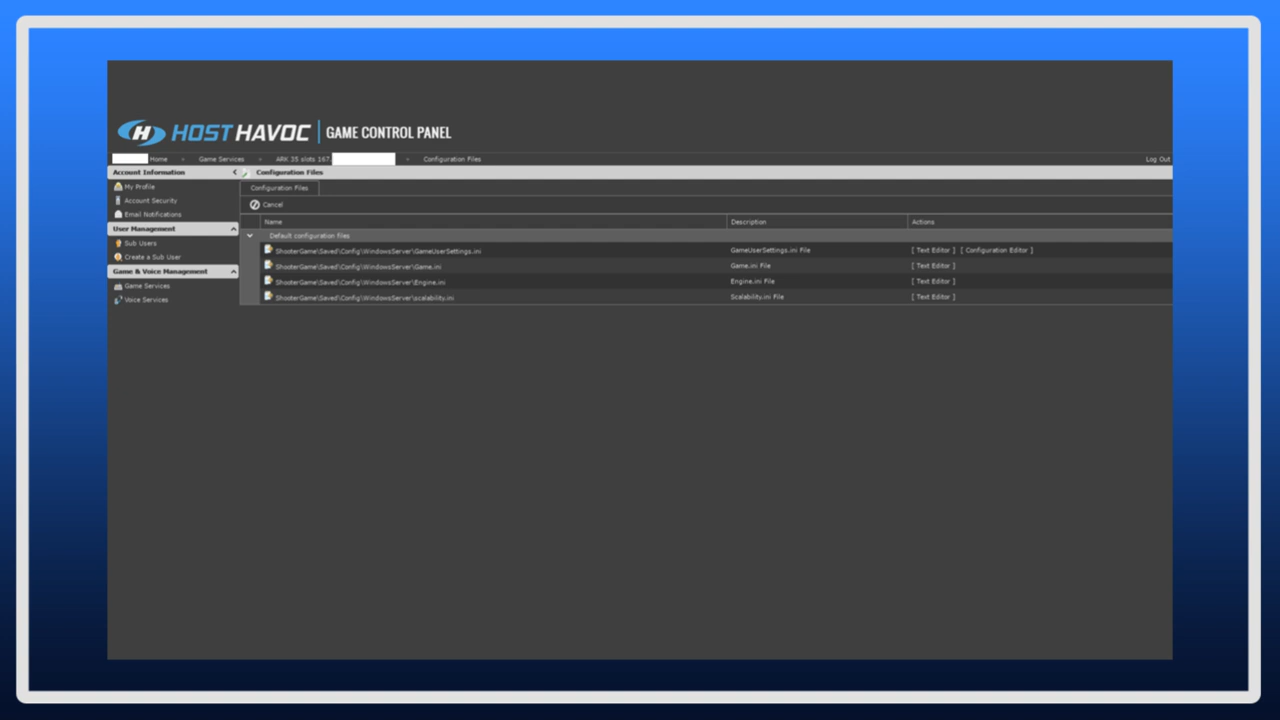 HOST HAVOC | GAME CONTROL PANEL
Home » Game Services » ARK 35 slots 167. » Configuration Files Log Out
Account Information
My Profile
Account Security
Email Notifications
User Management
Sub Users
Create a Sub User
Game & Voice Management
Game Services
Voice Services
Configuration Files
Configuration Files
Cancel
Name Description Actions
Default configuration files
ShooterGame\Saved\Config\WindowsServer\GameUserSettings.ini GameUserSettings.ini File [ Text Editor ] [ Configuration Editor ]
ShooterGame\Saved\Config\WindowsServer\Game.ini Game.ini File [ Text Editor ]
ShooterGame\Saved\Config\WindowsServer\Engine.ini Engine.ini File [ Text Editor ]
ShooterGame\Saved\Config\WindowsServer\scalability.ini Scalability.ini File [ Text Editor ]